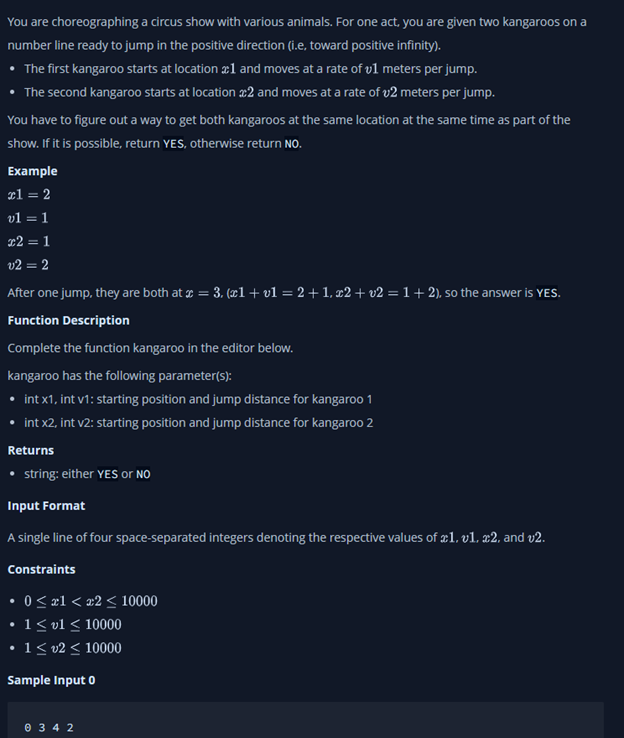 You are choreographing a circus show with various animals. For one act, you are given two kangaroos on a
number line ready to jump in the positive direction (i.e, toward positive infinity).
• The first kangaroo starts at location x1 and moves at a rate of v1 meters per jump.
• The second kangaroo starts at location x2 and moves at a rate of v2 meters per jump.
You have to figure out a way to get both kangaroos at the same location at the same time as part of the
show. If it is possible, return YES, otherwise return NO.
Example
x1 = 2
v1 = 1
x2 = 1
v2 = 2
After one jump, they are both at x = 3, (x1 + v1 = 2 + 1, x2 + v2 = 1 + 2), so the answer is YES.
Function Description
Complete the function kangaroo in the editor below.
kangaroo has the following parameter(s):
• int x1, int v1: starting position and jump distance for kangaroo 1
• int x2, int v2: starting position and jump distance for kangaroo 2
Returns
• string: either YES or NO
Input Format
A single line of four space-separated integers denoting the respective values of x1, v1, x2, and v2.
Constraints
• 0 ≤ x1 < x2 ≤ 10000
• 1 ≤ v1 ≤ 10000
• 1 ≤ v2 ≤ 10000
Sample Input 0
0 3 4 2